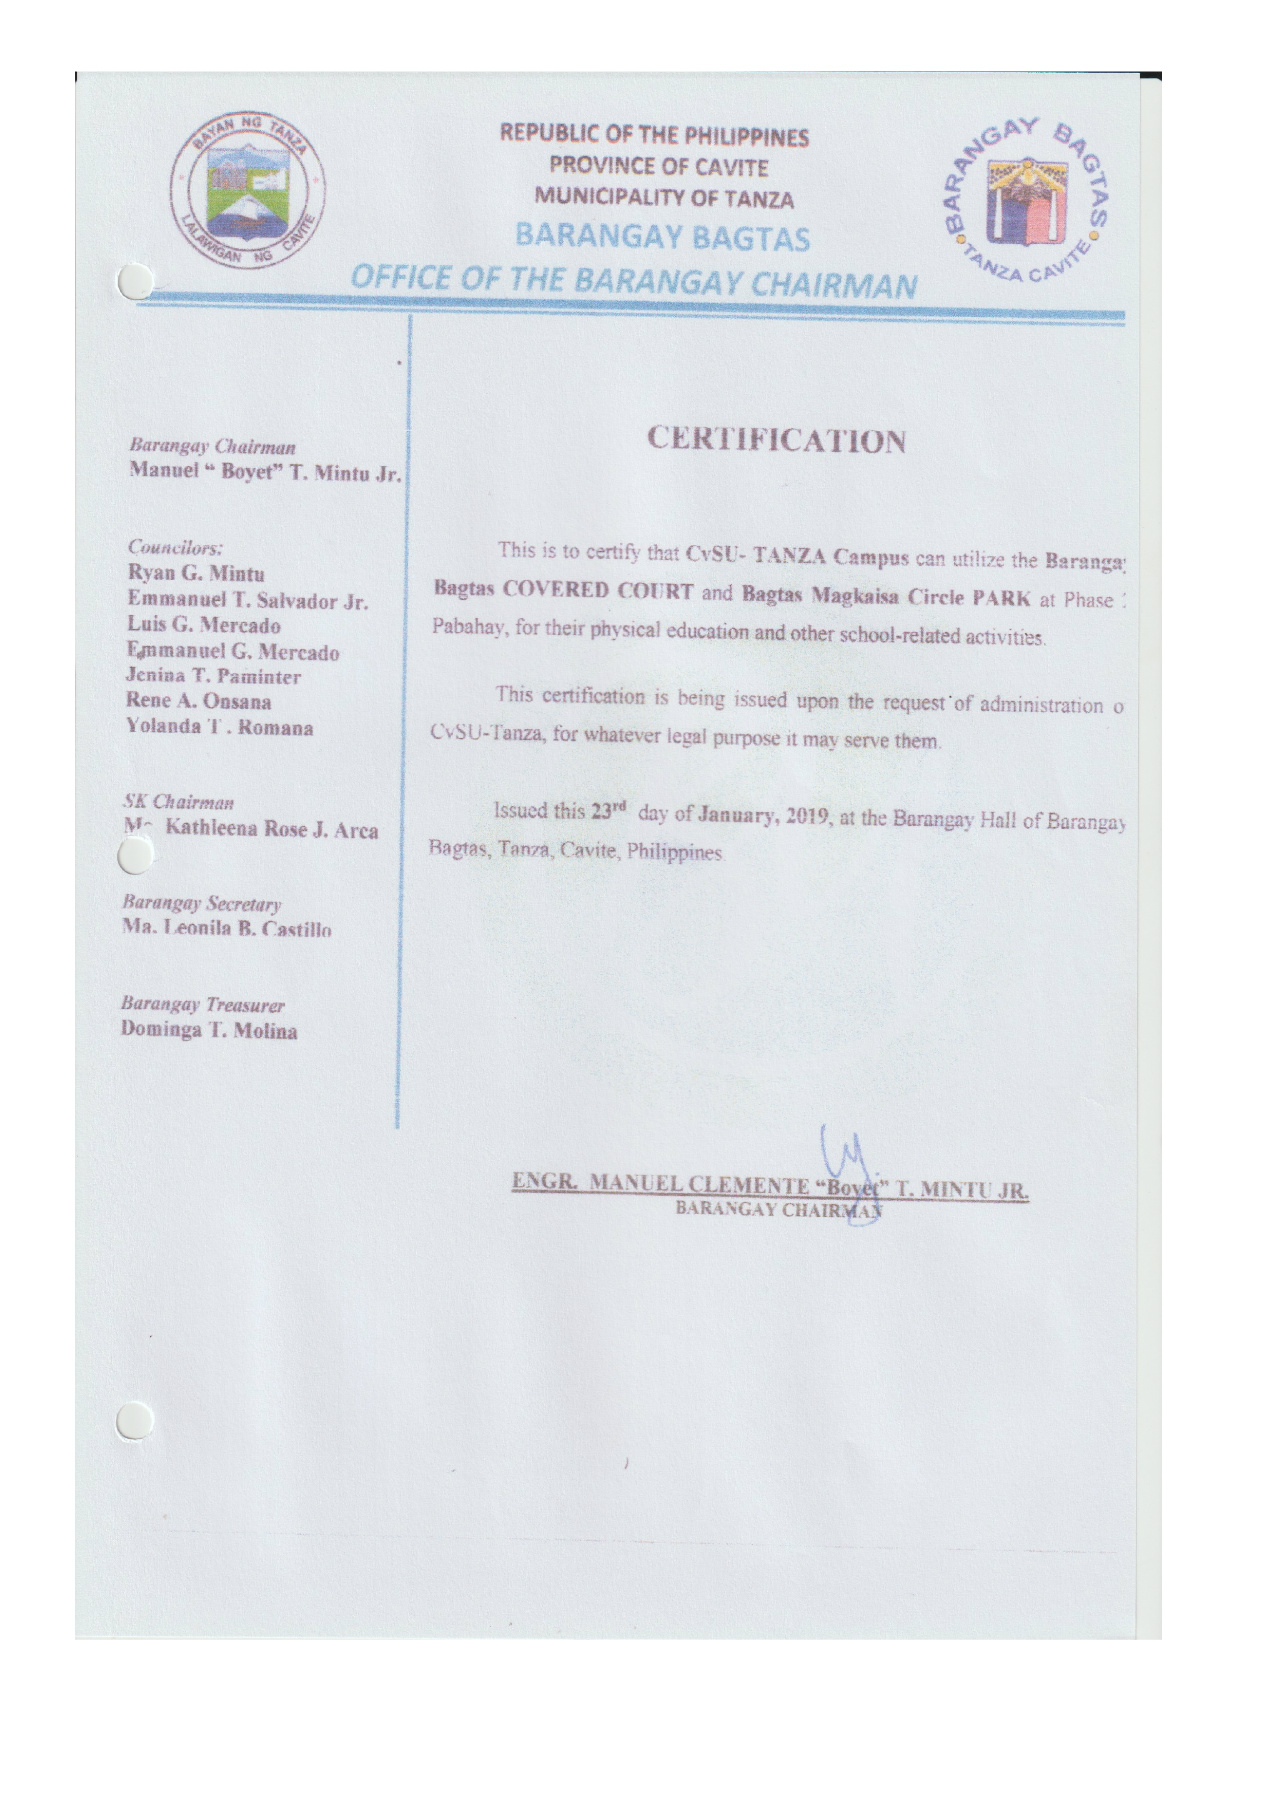 BAYAN NG TANZA
LALAWIGAN NG CAVITE
REPUBLIC OF THE PHILIPPINES
PROVINCE OF CAVITE
MUNICIPALITY OF TANZA
BARANGAY BAGTAS
OFFICE OF THE BARANGAY CHAIRMAN
BARANGAY BAGTAS
TANZA CAVITE
Barangay Chairman
Manuel “ Boyet” T. Mintu Jr.
Councilors:
Ryan G. Mintu
Emmanuel T. Salvador Jr.
Luis G. Mercado
Emmanuel G. Mercado
Jenina T. Paminter
Rene A. Onsana
Yolanda T . Romana
SK Chairman
Kathleena Rose J. Arca
Barangay Secretary
Ma. Leonila B. Castillo
Barangay Treasurer
Dominga T. Molina
CERTIFICATION
This is to certify that CvSU- TANZA Campus can utilize the Baranga
Bagtas COVERED COURT and Bagtas Magkaisa Circle PARK at Phase
Pabahay, for their physical education and other school-related activities.
This certification is being issued upon the request of administration o
CvSU-Tanza, for whatever legal purpose it may serve them.
Issued this 23rd day of January, 2019, at the Barangay Hall of Barangay
Bagtas, Tanza, Cavite, Philippines
ENGR. MANUEL CLEMENTE “Boyet” T. MINTU JR.
BARANGAY CHAIRMAN